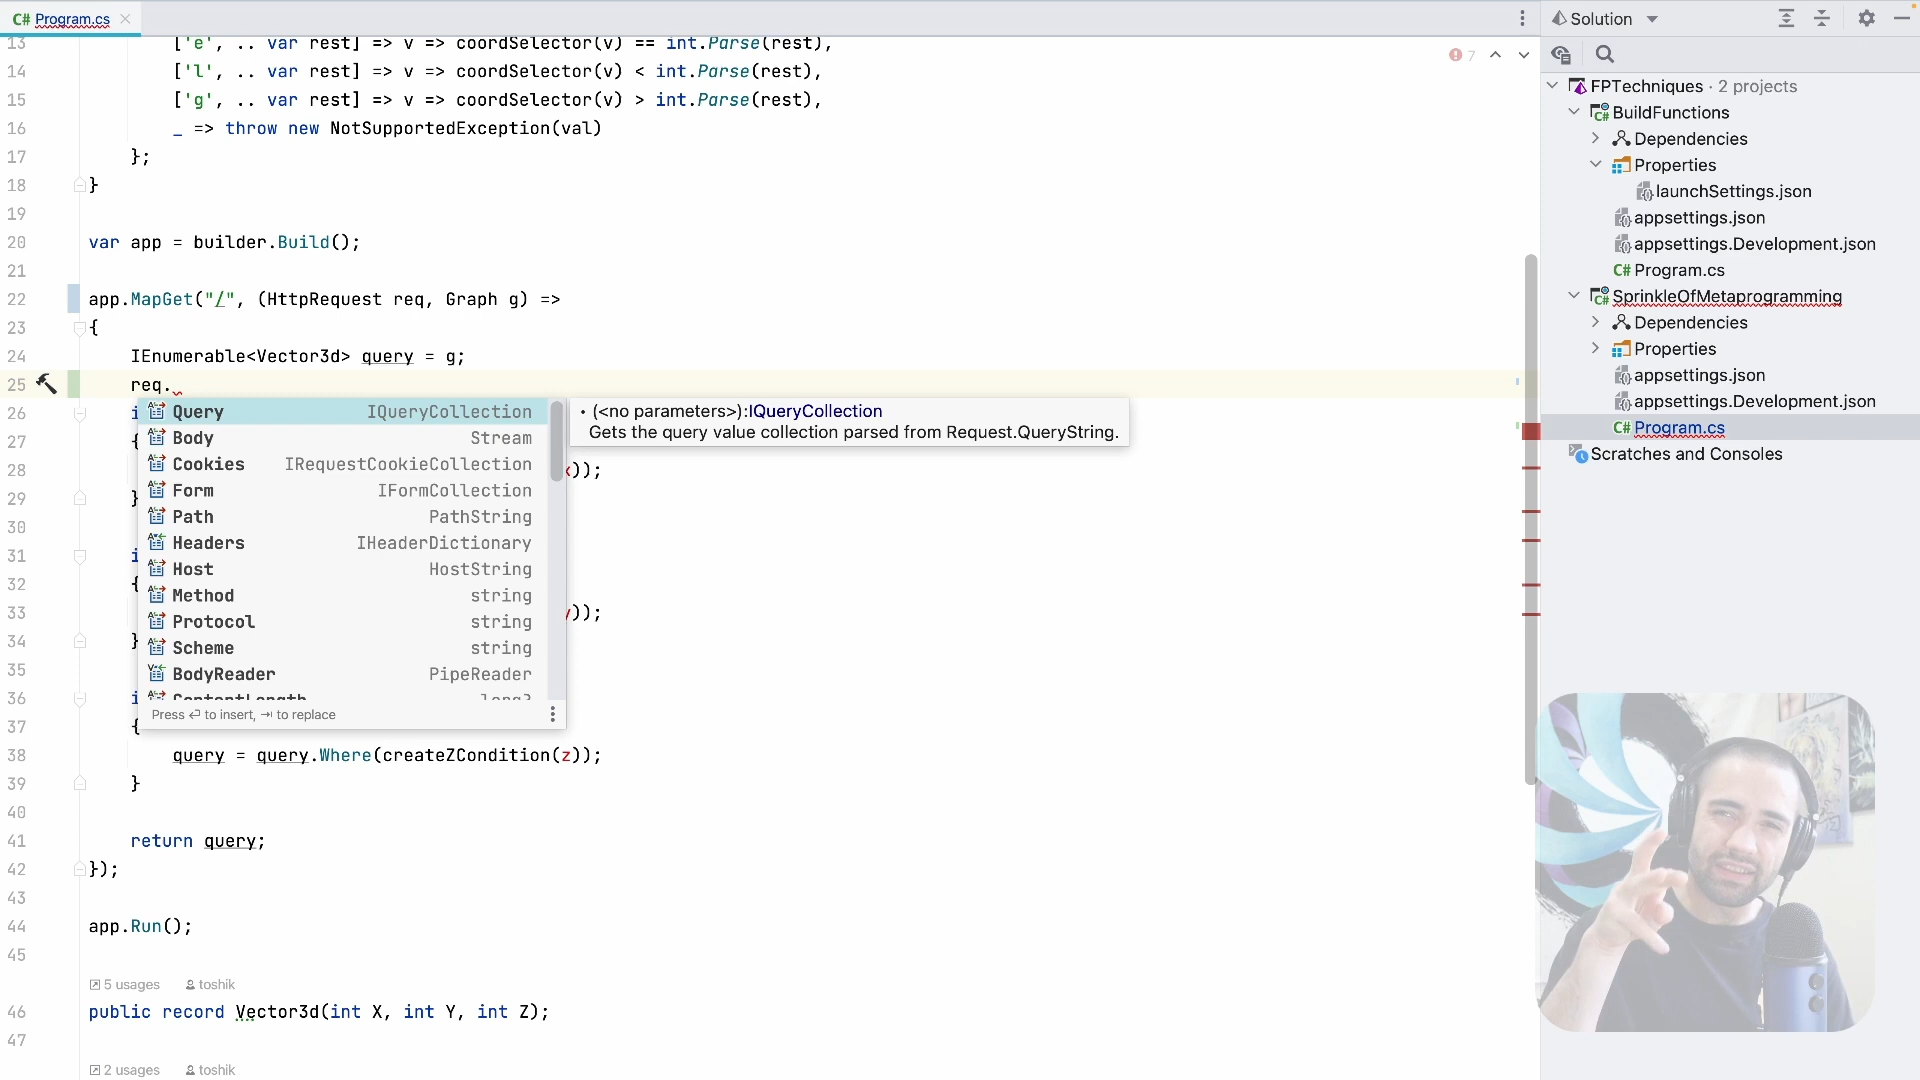 C# Program.cs
Solution
7
13 ['e', .. var rest] => v => coordSelector(v) == int.Parse(rest),
14 ['l', .. var rest] => v => coordSelector(v) < int.Parse(rest),
15 ['g', .. var rest] => v => coordSelector(v) > int.Parse(rest),
16 _ => throw new NotSupportedException(val)
17 };
18 }
19
20 var app = builder.Build();
21
22 app.MapGet("/", (HttpRequest req, Graph g) =>
23 {
24 IEnumerable<Vector3d> query = g;
25 req.
26 i
27 {
28 x));
29 }
30
31 i
32 {
33 y));
34 }
35
36 i
37 {
38 query = query.Where(createZCondition(z));
39 }
40
41 return query;
42 });
43
44 app.Run();
45
5 usages toshik
46 public record Vector3d(int X, int Y, int Z);
47
2 usages toshik
Query IQueryCollection
Body Stream
Cookies IRequestCookieCollection
Form IFormCollection
Path PathString
Headers IHeaderDictionary
Host HostString
Method string
Protocol string
Scheme string
BodyReader PipeReader
ContentLength long?
Press ↩ to insert, ⇥ to replace
• (<no parameters>):IQueryCollection
Gets the query value collection parsed from Request.QueryString.
FPTechniques · 2 projects
C# BuildFunctions
Dependencies
Properties
launchSettings.json
appsettings.json
appsettings.Development.json
C# Program.cs
C# SprinkleOfMetaprogramming
Dependencies
Properties
appsettings.json
appsettings.Development.json
C# Program.cs
Scratches and Consoles